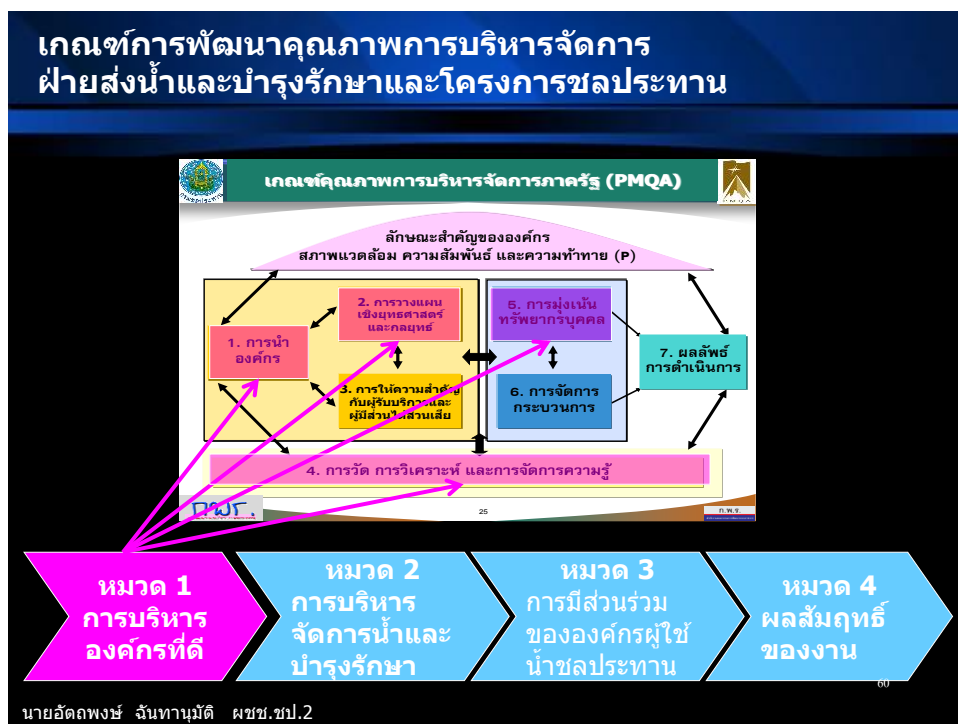 เกณฑ์การพัฒนาคุณภาพการบริหารจัดการ
ฝ่ายส่งน้ำและบำรุงรักษาและโครงการชลประทาน
เกณฑ์คุณภาพการบริหารจัดการภาครัฐ (PMQA)
PMQA
ลักษณะสำคัญขององค์กร
สภาพแวดล้อม ความสัมพันธ์ และความท้าทาย (P)
1. การนำ
องค์กร
2. การวางแผน
เชิงยุทธศาสตร์
และกลยุทธ์
3. การให้ความสำคัญ
กับผู้รับบริการและ
ผู้มีส่วนได้ส่วนเสีย
5. การมุ่งเน้น
ทรัพยากรบุคคล
6. การจัดการ
กระบวนการ
7. ผลลัพธ์
การดำเนินการ
4. การวัด การวิเคราะห์ และการจัดการความรู้
กพร.
25
ก.พ.ร.
หมวด 1
การบริหาร
องค์กรที่ดี
หมวด 2
การบริหาร
จัดการน้ำและ
บำรุงรักษา
หมวด 3
การมีส่วนร่วม
ขององค์กรผู้ใช้
น้ำชลประทาน
หมวด 4
ผลสัมฤทธิ์
ของงาน
60
นายอัตถพงษ์ ฉันทานุมัติ ผชช.ชป.2